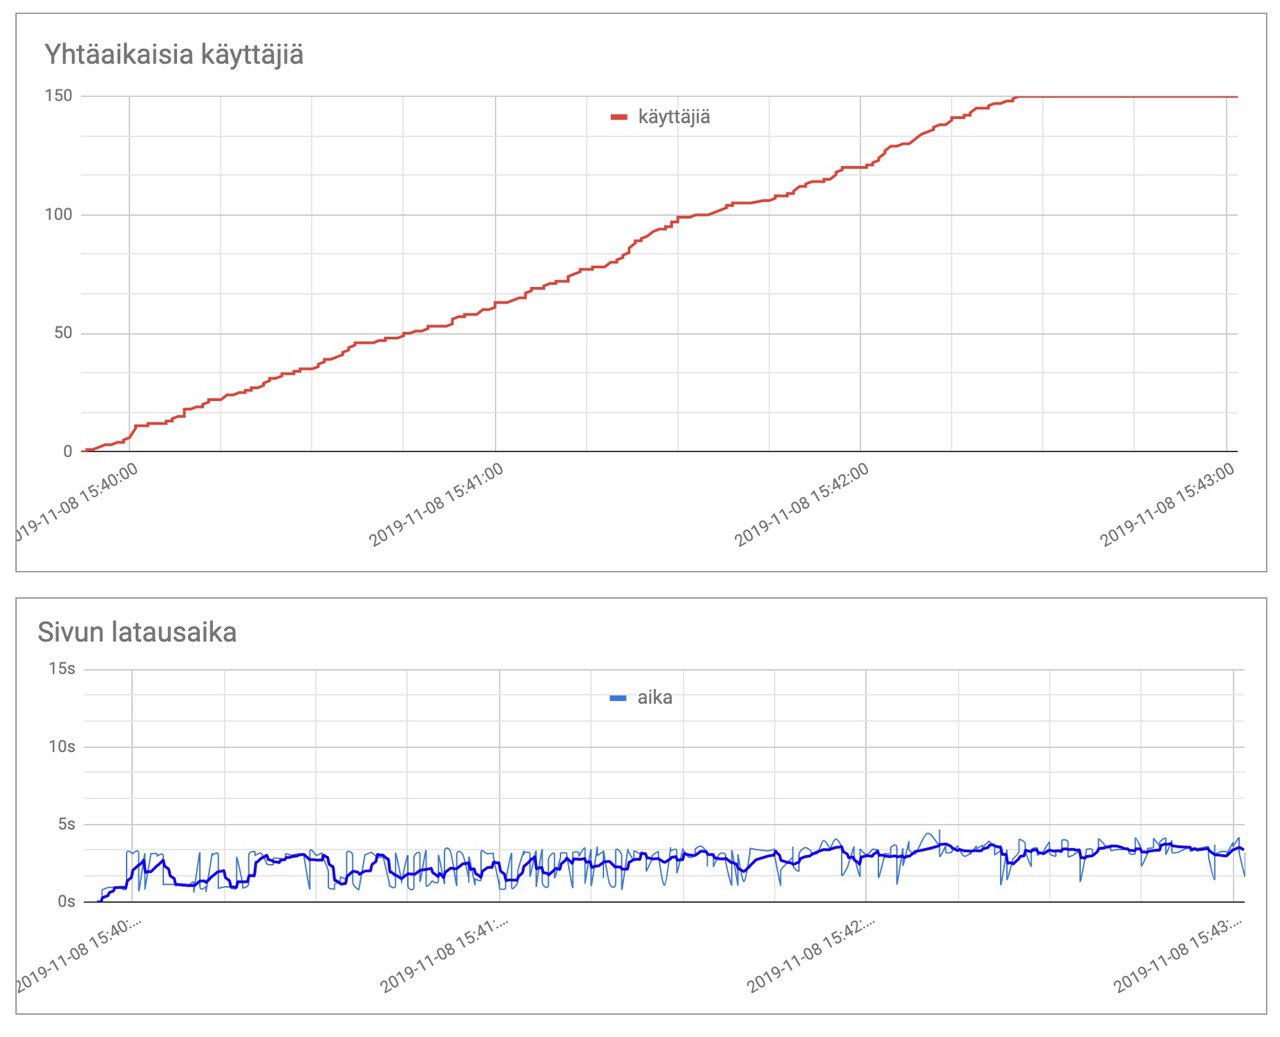 Yhtäaikaisia käyttäjiä
150
käyttäjiä
100
50
0
2019-11-08 15:40:00
2019-11-08 15:41:00
2019-11-08 15:42:00
2019-11-08 15:43:00
Sivun latausaika
15s
aika
10s
5s
0s
2019-11-08 15:40:...
2019-11-08 15:41:...
2019-11-08 15:42:...
2019-11-08 15:43:...